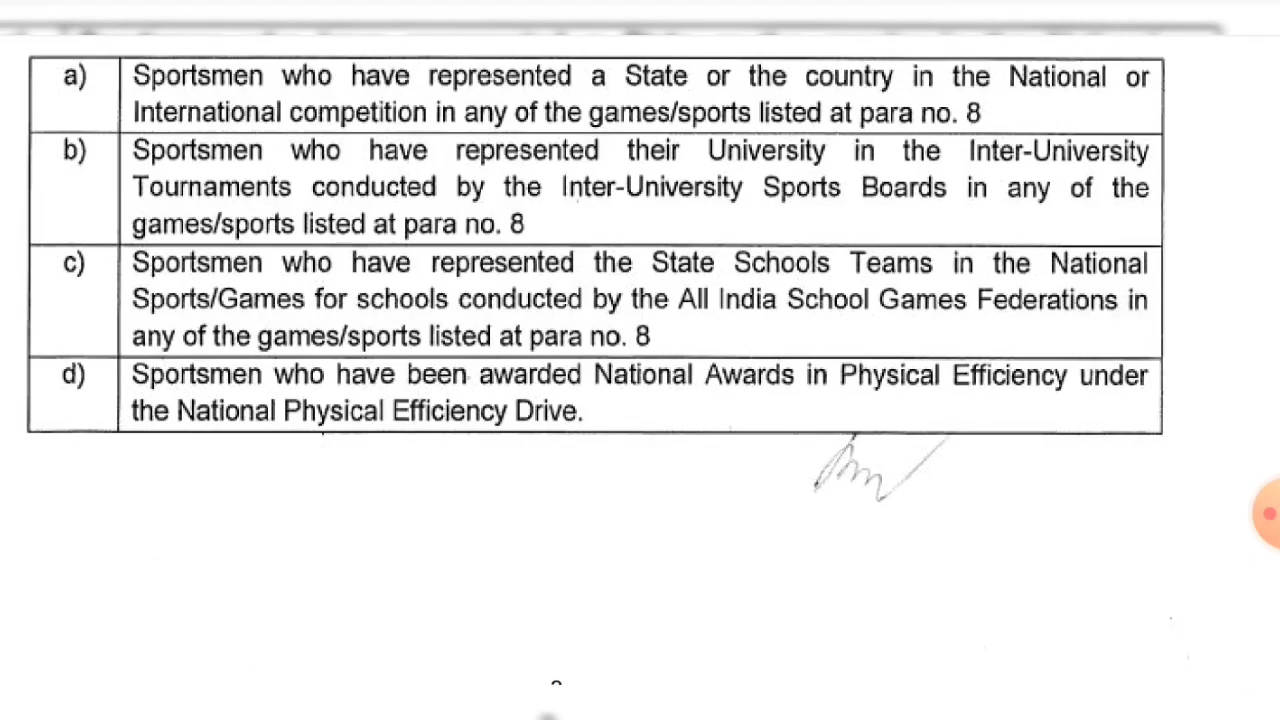 a) Sportsmen who have represented a State or the country in the National or
International competition in any of the games/sports listed at para no. 8
b) Sportsmen who have represented their University in the Inter-University
Tournaments conducted by the Inter-University Sports Boards in any of the
games/sports listed at para no. 8
c) Sportsmen who have represented the State Schools Teams in the National
Sports/Games for schools conducted by the All India School Games Federations in
any of the games/sports listed at para no. 8
d) Sportsmen who have been awarded National Awards in Physical Efficiency under
the National Physical Efficiency Drive.